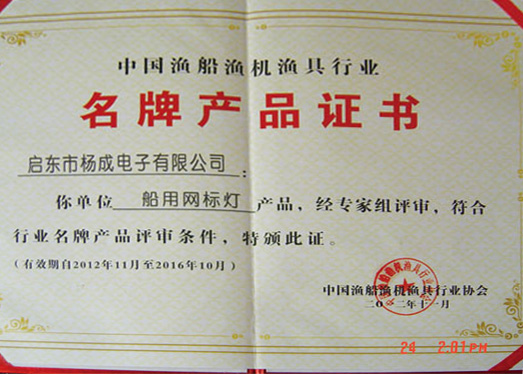 中国渔船渔机渔具行业
名牌产品证书
启东市杨成电子有限公司：
你单位 船用网标灯 产品，经专家组评审，符合
行业名牌产品评审条件，特颁此证。
(有效期自2012年11月至2016年10月)
中国渔船渔机渔具行业协会
二〇一二年十一月
24 2:01PM